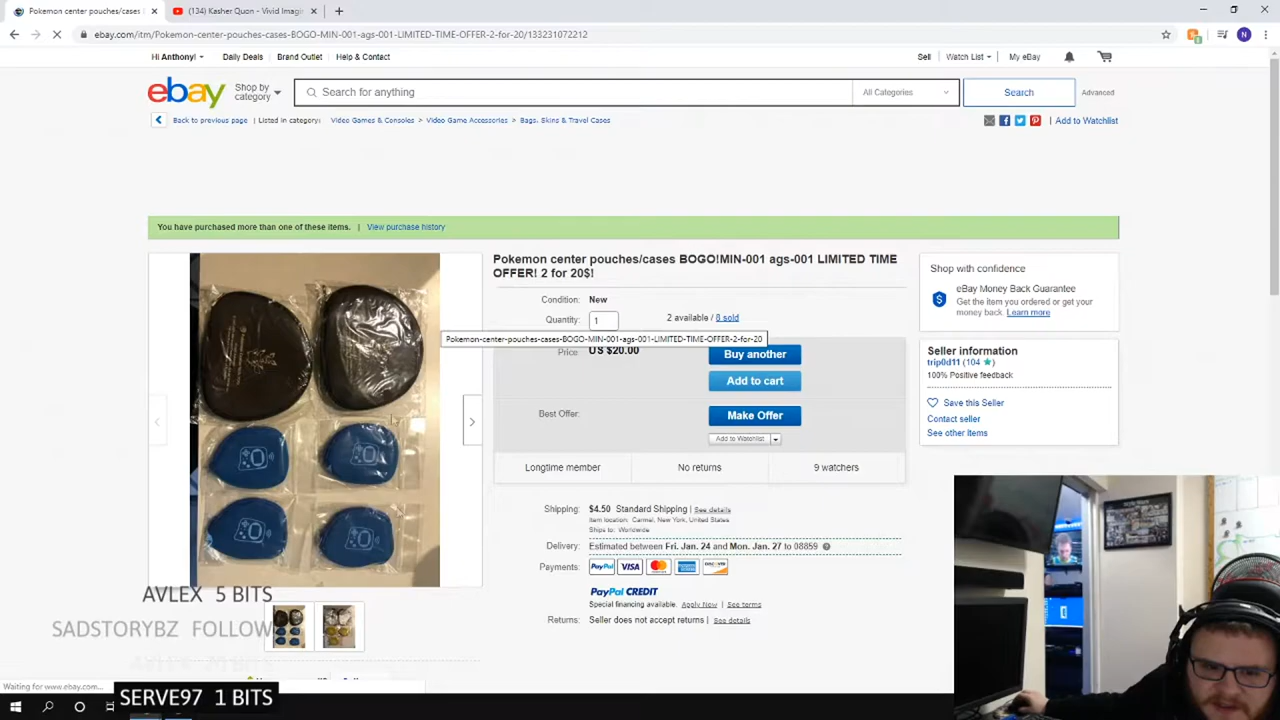 Pokemon center pouches/cases
(134) Kasher Quon - Vivid Imagin
ebay.com/itm/Pokemon-center-pouches-cases-BOGO-MIN-001-ags-001-LIMITED-TIME-OFFER-2-for-20/133231072212
N
Hi Anthony! Daily Deals Brand Outlet Help & Contact Sell Watch List My eBay
ebay Shop by category Search for anything All Categories Search Advanced
Back to previous page | Listed in category: Video Games & Consoles > Video Game Accessories > Bags, Skins & Travel Cases | Add to Watchlist
You have purchased more than one of these items. | View purchase history
Pokemon center pouches/cases BOGO!MIN-001 ags-001 LIMITED TIME
OFFER! 2 for 20$!
Condition: New
Quantity: 1 2 available / 8 sold
Pokemon-center-pouches-cases-BOGO-MIN-001-ags-001-LIMITED-TIME-OFFER-2-for-20
Price: US $20.00
Buy another
Add to cart
Best Offer:
Make Offer
Add to Watchlist
Longtime member No returns 9 watchers
Shipping: $4.50 Standard Shipping | See details
Item location: Carmel, New York, United States
Ships to: Worldwide
Delivery: Estimated between Fri. Jan. 24 and Mon. Jan. 27 to 08859
Payments: PayPal VISA MasterCard AMERICAN EXPRESS DISCOVER
PayPal CREDIT
Special financing available. Apply Now | See terms
Returns: Seller does not accept returns | See details
Shop with confidence
eBay Money Back Guarantee
Get the item you ordered or get your
money back. Learn more
Seller information
trip0d11 (104 )
100% Positive feedback
Save this Seller
Contact seller
See other items
AVLEX 5 BITS
SADSTORYBZ FOLLOW
Waiting for www.ebay.com...
SERVE97 1 BITS